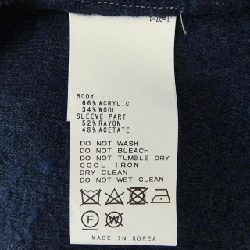 BODY
66% ACRYLIC
34% WOOL
SLEEVE PART
52% RAYON
48% ACETATE
DO NOT WASH
DO NOT BLEACH
DO NOT TUMBLE DRY
COOL IRON
DRY CLEAN
DO NOT WET CLEAN
F W
MADE IN KOREA